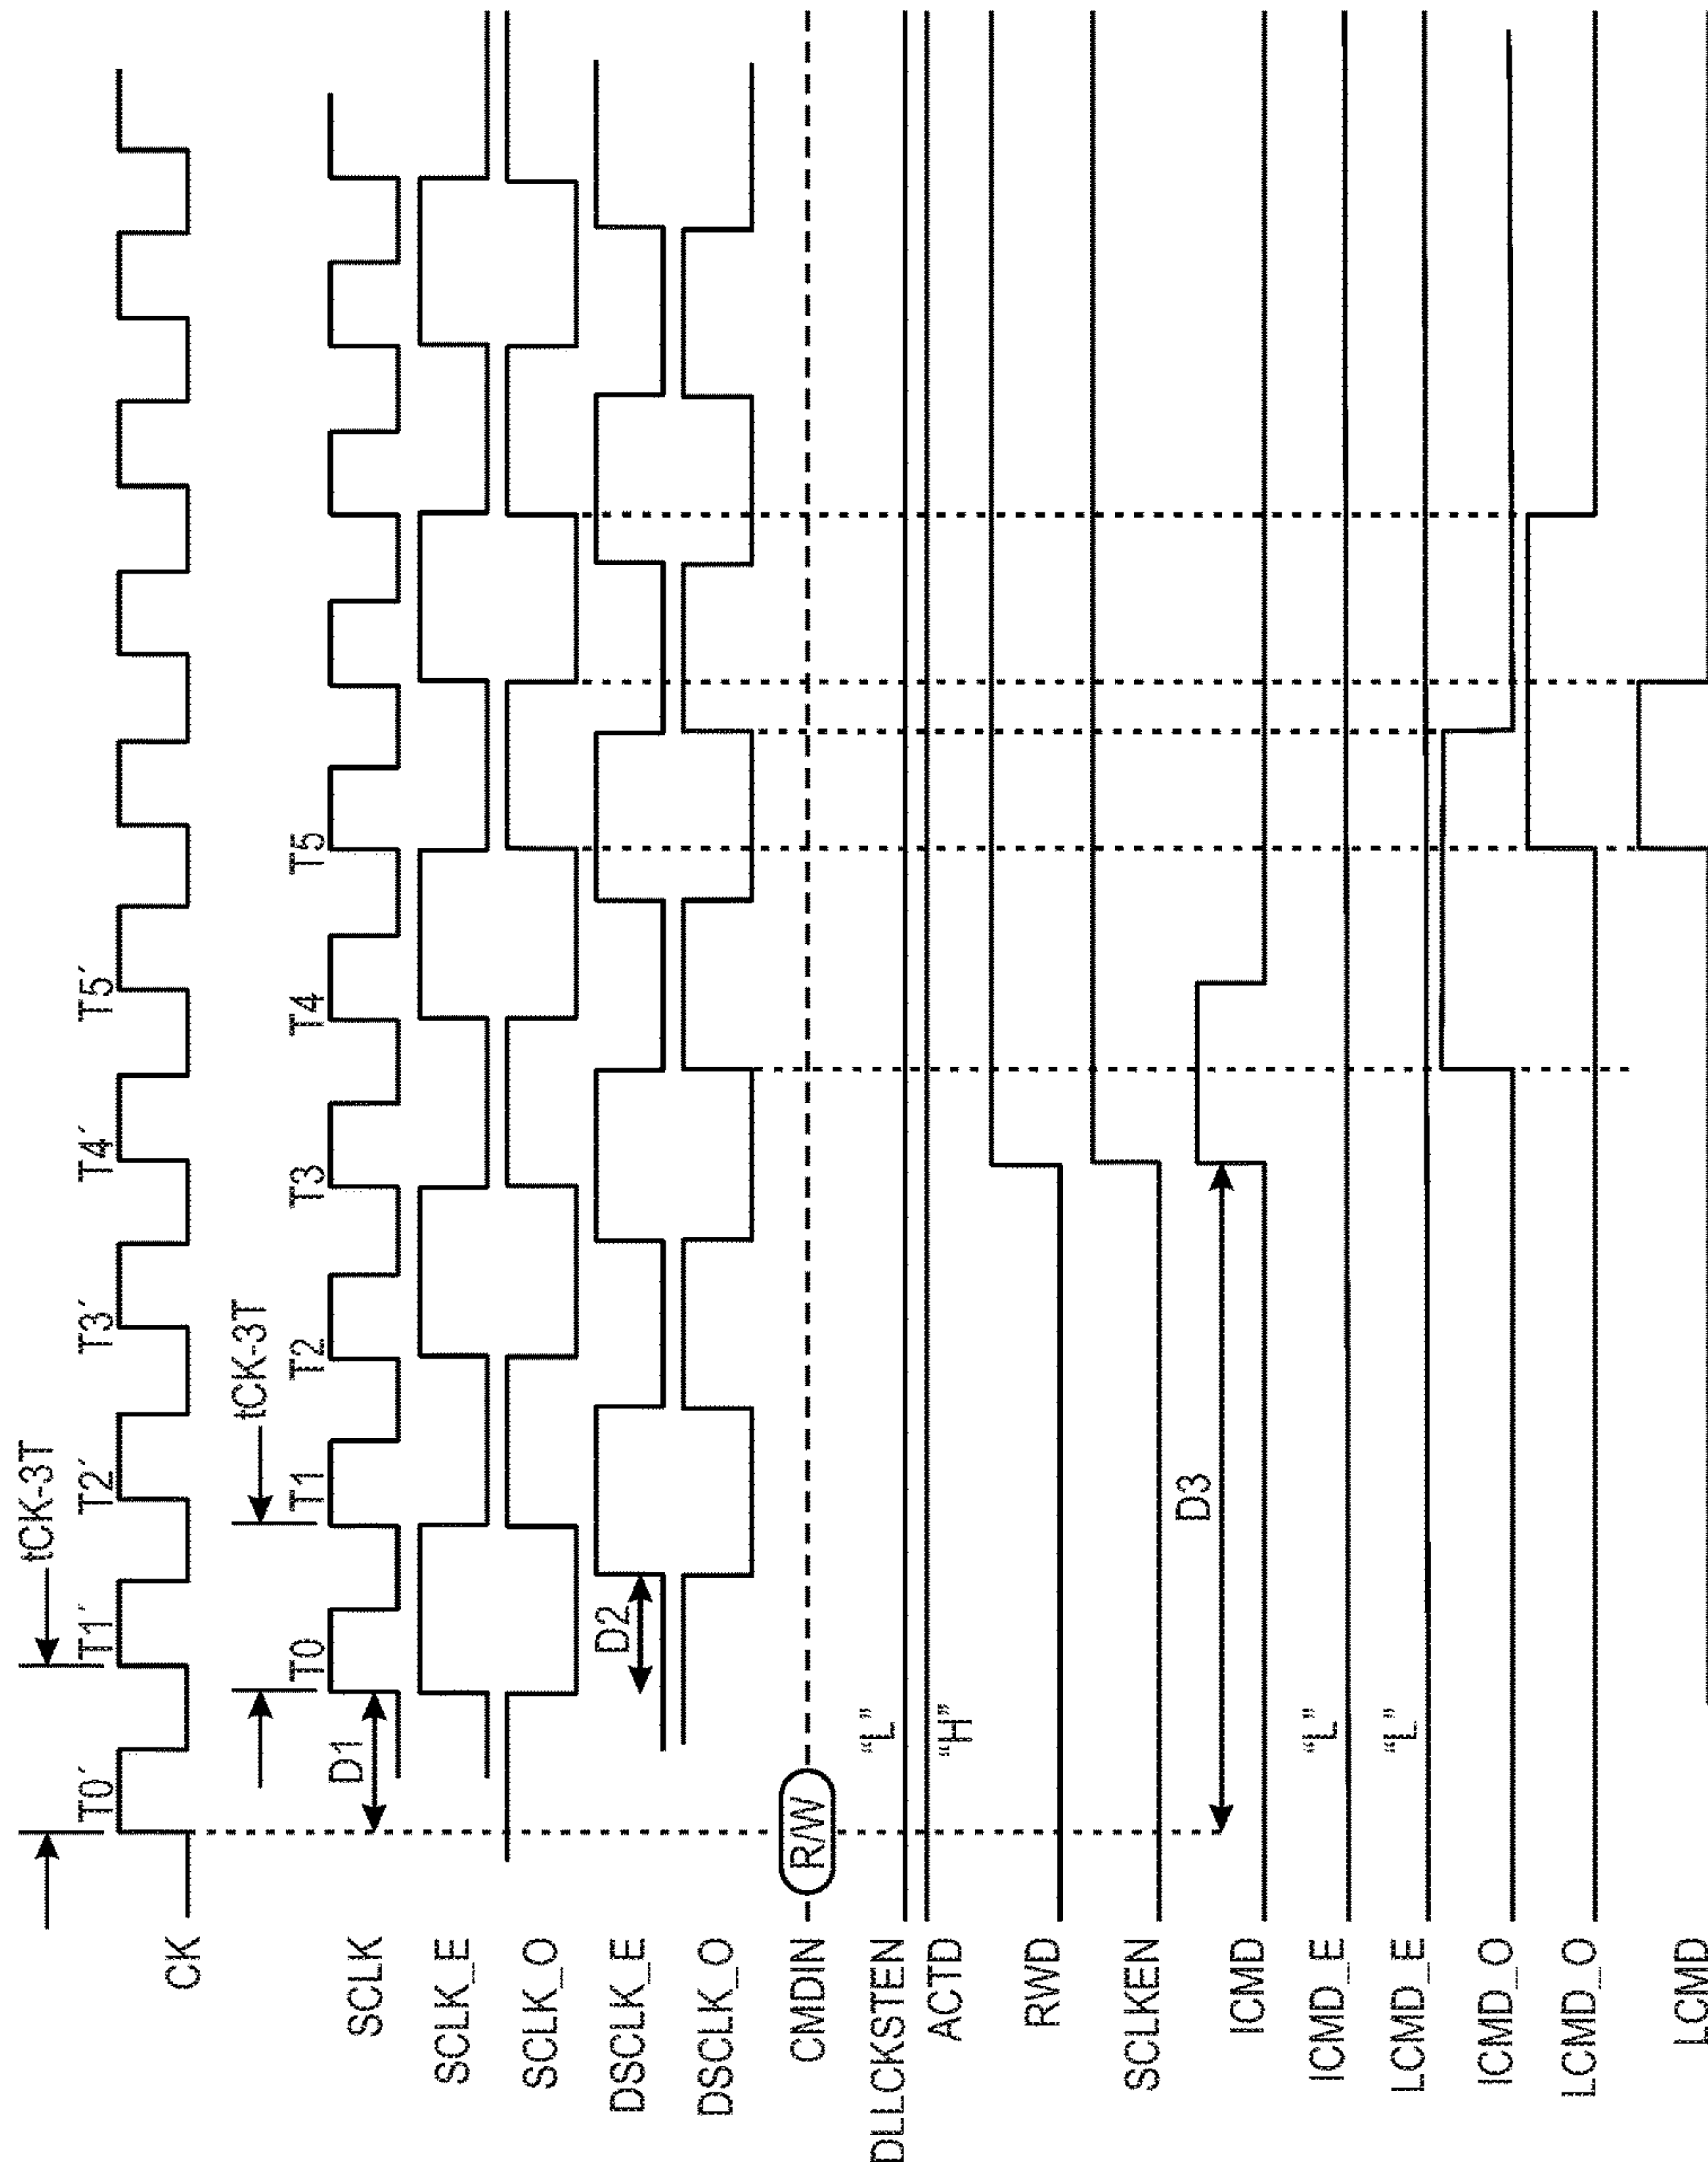 tCK-3T
T0´ T1´ T2´ T3´ T4´ T5´
CK
tCK-3T
T0 T1 T2 T3 T4 T5
D1
SCLK
SCLK_E
SCLK_O
D2
DSCLK_E
DSCLK_O
CMDIN R/W
DLLCKSTEN “L”
ACTD “H”
RWD
SCLKEN
D3
ICMD
ICMD_E “L”
LCMD_E “L”
ICMD_O
LCMD_O
LCMD